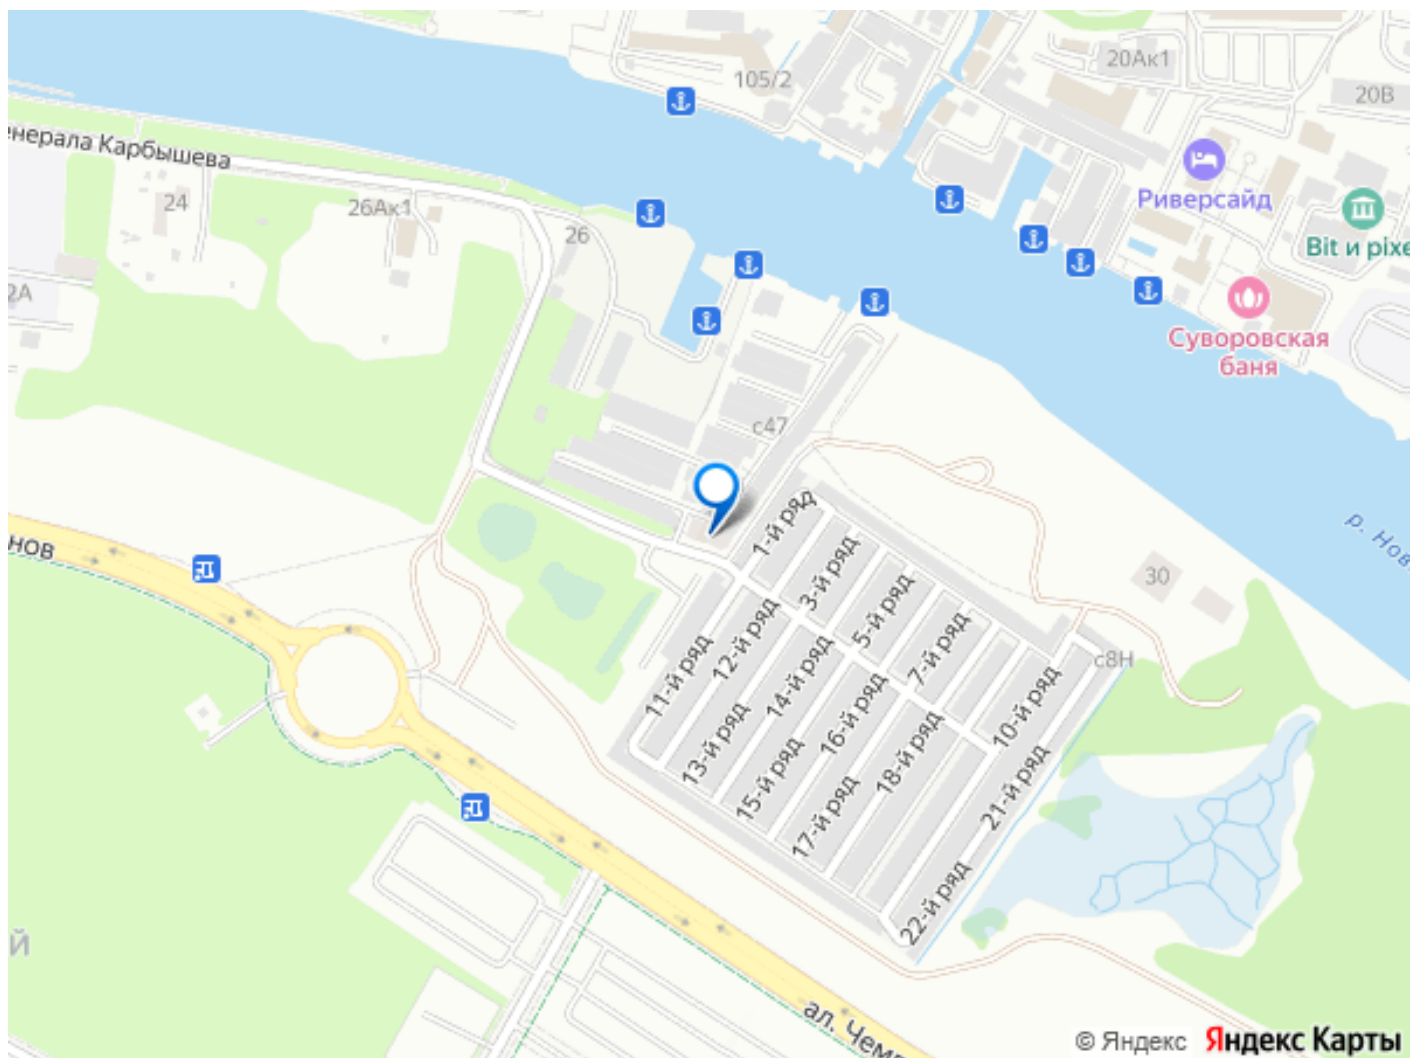 105/2
20Ак1
20В
енерала Карбышева
24
26Ак1
26
2А
Риверсайд
Bit и pixe
Суворовская
баня
с47
р. Нов
30
с8Н
нов
1-й ряд
3-й ряд
5-й ряд
7-й ряд
10-й ряд
11-й ряд
12-й ряд
14-й ряд
16-й ряд
18-й ряд
21-й ряд
13-й ряд
15-й ряд
17-й ряд
22-й ряд
й
ал. Чемп
© Яндекс Яндекс Карты